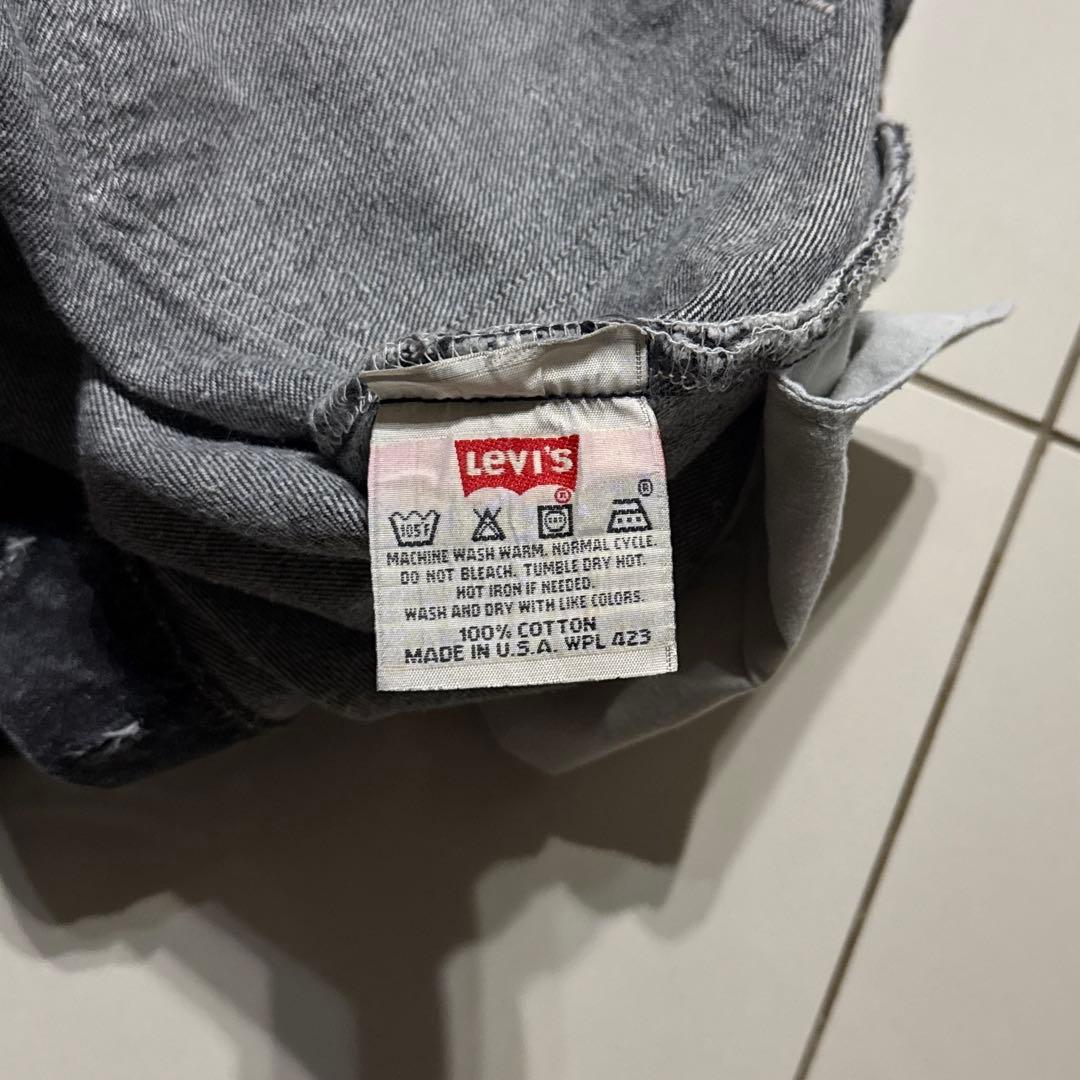 LEVI'S
®
®
105F
MACHINE WASH WARM. NORMAL CYCLE.
DO NOT BLEACH. TUMBLE DRY HOT.
HOT IRON IF NEEDED.
WASH AND DRY WITH LIKE COLORS.
100% COTTON
MADE IN U.S.A. WPL 423